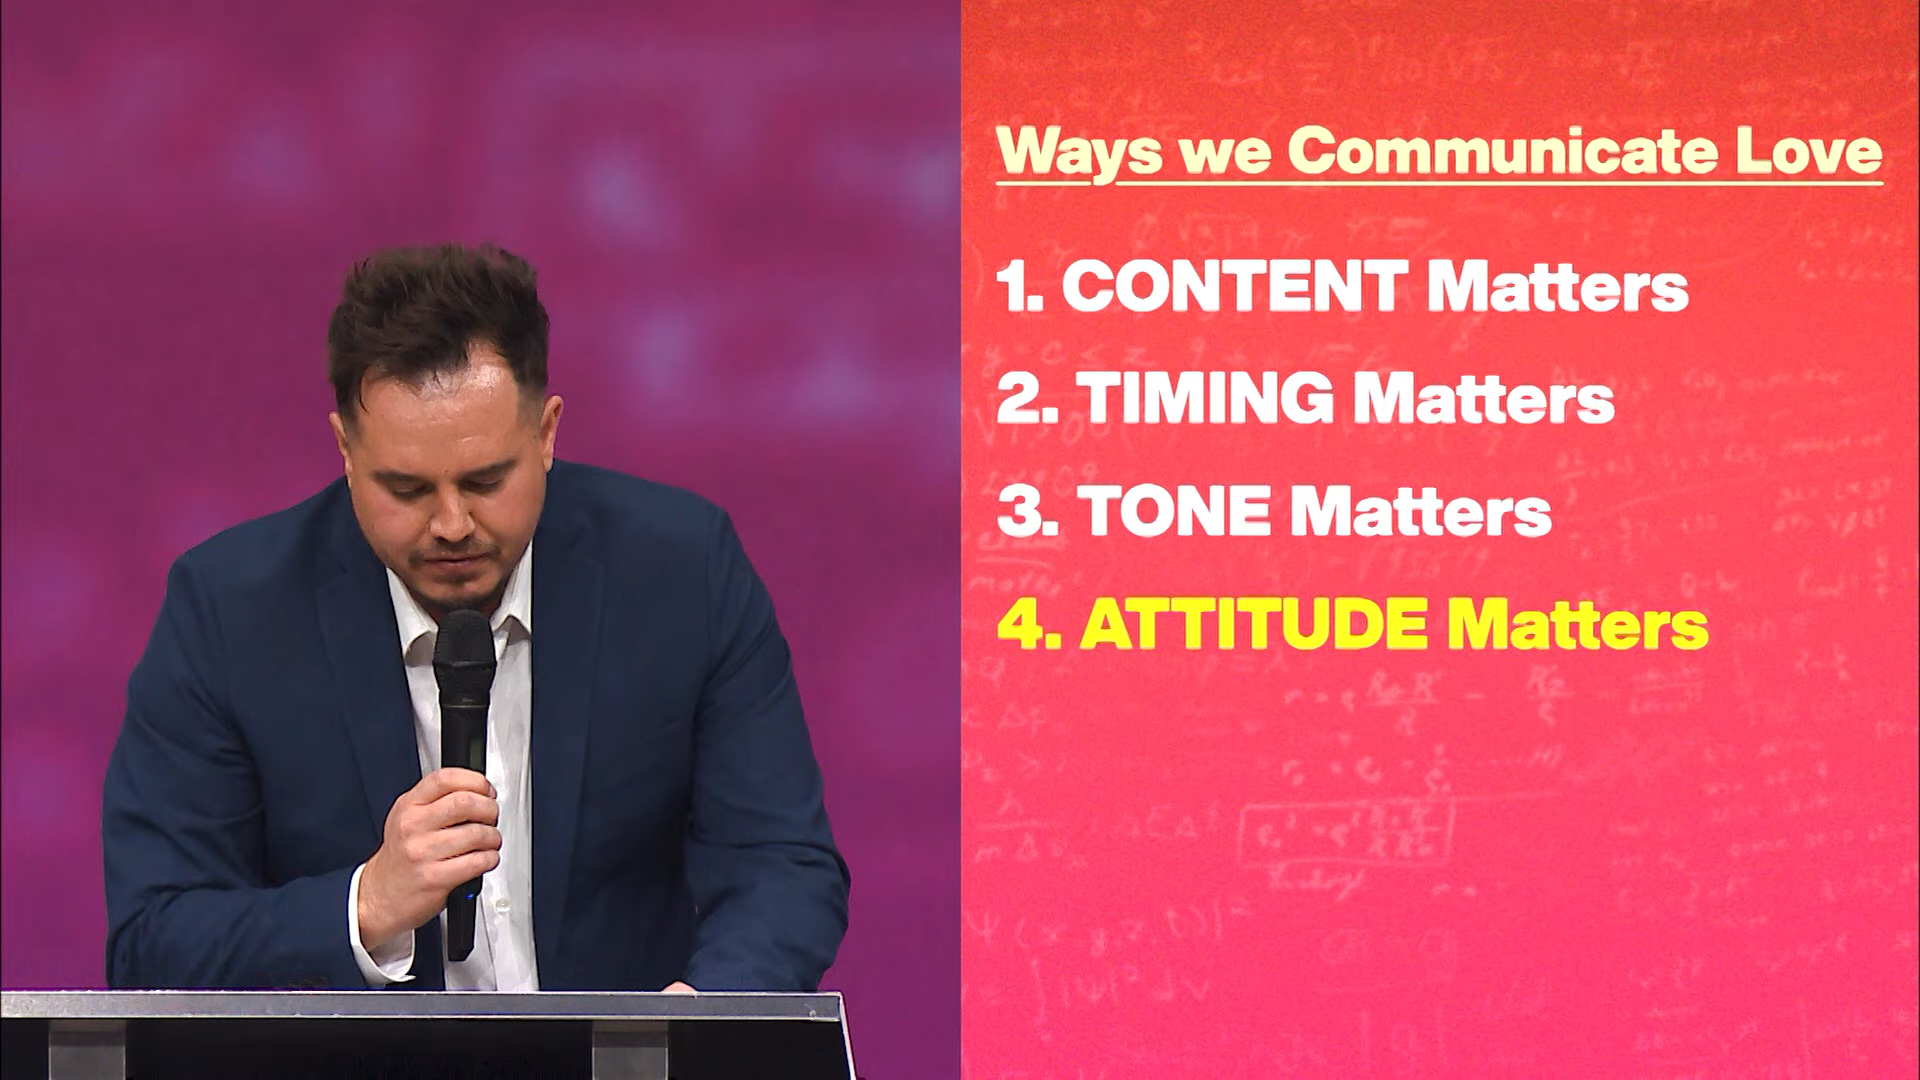 Ways we Communicate Love
1. CONTENT Matters
2. TIMING Matters
3. TONE Matters
4. ATTITUDE Matters